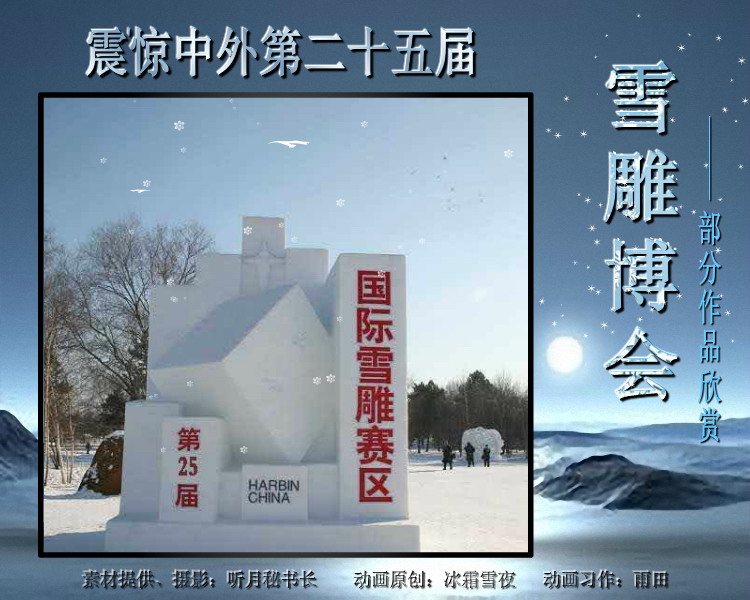 震惊中外第二十五届
雪雕博会
——部分作品欣赏
国际雪雕赛区
第25届
HARBIN
CHINA
素材提供、摄影：听月秘书长 动画原创：冰霜雪夜 动画习作：雨田